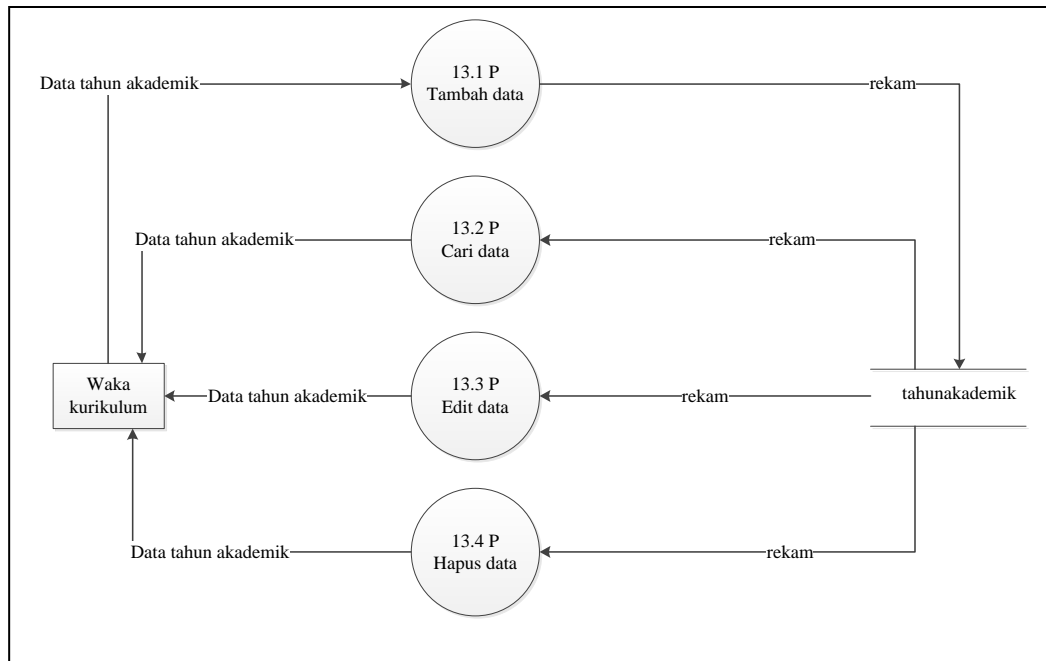 13.1 P
Tambah data
Data tahun akademik
rekam
13.2 P
Cari data
Data tahun akademik
rekam
Waka
kurikulum
Data tahun akademik
13.3 P
Edit data
rekam
tahunakademik
13.4 P
Hapus data
Data tahun akademik
rekam